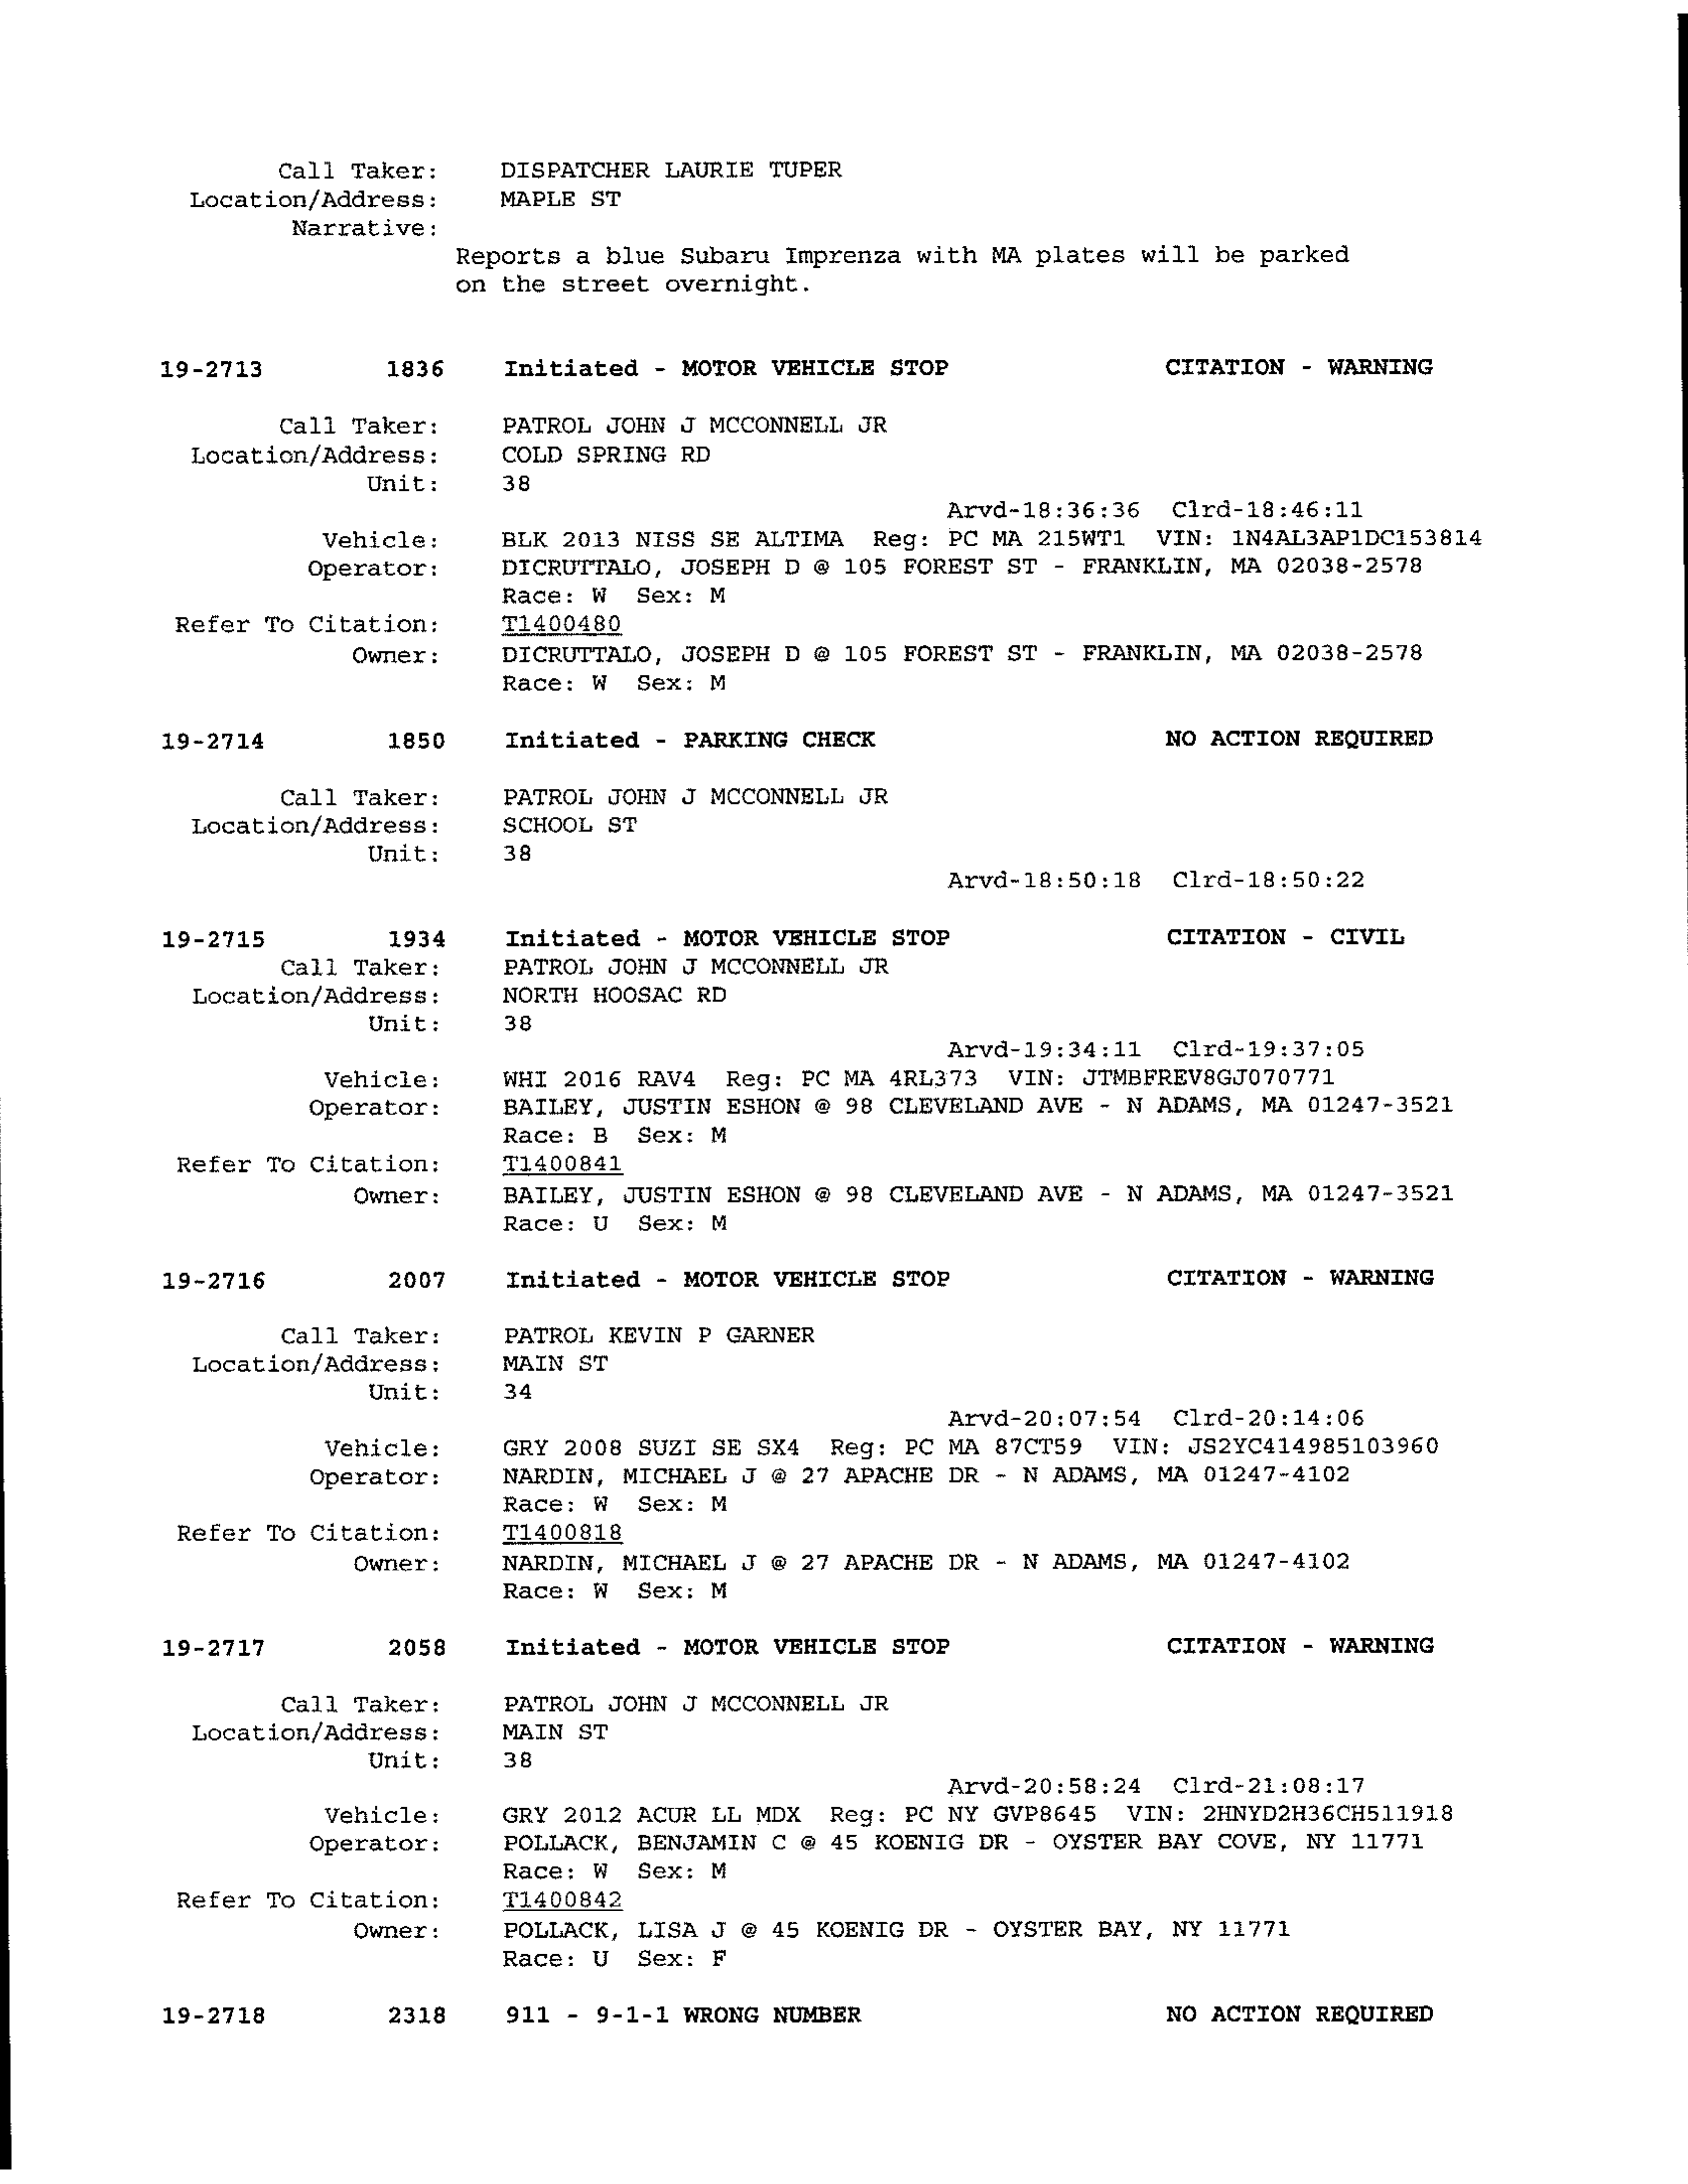 Call Taker: DISPATCHER LAURIE TUPER
Location/Address: MAPLE ST
Narrative:
Reports a blue Subaru Imprenza with MA plates will be parked
on the street overnight.
19-2713 1836 Initiated - MOTOR VEHICLE STOP CITATION - WARNING
Call Taker: PATROL JOHN J MCCONNELL JR
Location/Address: COLD SPRING RD
Unit: 38
Arvd-18:36:36 Clrd-18:46:11
Vehicle: BLK 2013 NISS SE ALTIMA Reg: PC MA 215WT1 VIN: 1N4AL3AP1DC153814
Operator: DICRUTTALO, JOSEPH D @ 105 FOREST ST - FRANKLIN, MA 02038-2578
Race: W Sex: M
Refer To Citation: T1400480
Owner: DICRUTTALO, JOSEPH D @ 105 FOREST ST - FRANKLIN, MA 02038-2578
Race: W Sex: M
19-2714 1850 Initiated - PARKING CHECK NO ACTION REQUIRED
Call Taker: PATROL JOHN J MCCONNELL JR
Location/Address: SCHOOL ST
Unit: 38
Arvd-18:50:18 Clrd-18:50:22
19-2715 1934 Initiated - MOTOR VEHICLE STOP CITATION - CIVIL
Call Taker: PATROL JOHN J MCCONNELL JR
Location/Address: NORTH HOOSAC RD
Unit: 38
Arvd-19:34:11 Clrd-19:37:05
Vehicle: WHI 2016 RAV4 Reg: PC MA 4RL373 VIN: JTMBFREV8GJ070771
Operator: BAILEY, JUSTIN ESHON @ 98 CLEVELAND AVE - N ADAMS, MA 01247-3521
Race: B Sex: M
Refer To Citation: T1400841
Owner: BAILEY, JUSTIN ESHON @ 98 CLEVELAND AVE - N ADAMS, MA 01247-3521
Race: U Sex: M
19-2716 2007 Initiated - MOTOR VEHICLE STOP CITATION - WARNING
Call Taker: PATROL KEVIN P GARNER
Location/Address: MAIN ST
Unit: 34
Arvd-20:07:54 Clrd-20:14:06
Vehicle: GRY 2008 SUZI SE SX4 Reg: PC MA 87CT59 VIN: JS2YC414985103960
Operator: NARDIN, MICHAEL J @ 27 APACHE DR - N ADAMS, MA 01247-4102
Race: W Sex: M
Refer To Citation: T1400818
Owner: NARDIN, MICHAEL J @ 27 APACHE DR - N ADAMS, MA 01247-4102
Race: W Sex: M
19-2717 2058 Initiated - MOTOR VEHICLE STOP CITATION - WARNING
Call Taker: PATROL JOHN J MCCONNELL JR
Location/Address: MAIN ST
Unit: 38
Arvd-20:58:24 Clrd-21:08:17
Vehicle: GRY 2012 ACUR LL MDX Reg: PC NY GVP8645 VIN: 2HNYD2H36CH511918
Operator: POLLACK, BENJAMIN C @ 45 KOENIG DR - OYSTER BAY COVE, NY 11771
Race: W Sex: M
Refer To Citation: T1400842
Owner: POLLACK, LISA J @ 45 KOENIG DR - OYSTER BAY, NY 11771
Race: U Sex: F
19-2718 2318 911 - 9-1-1 WRONG NUMBER NO ACTION REQUIRED